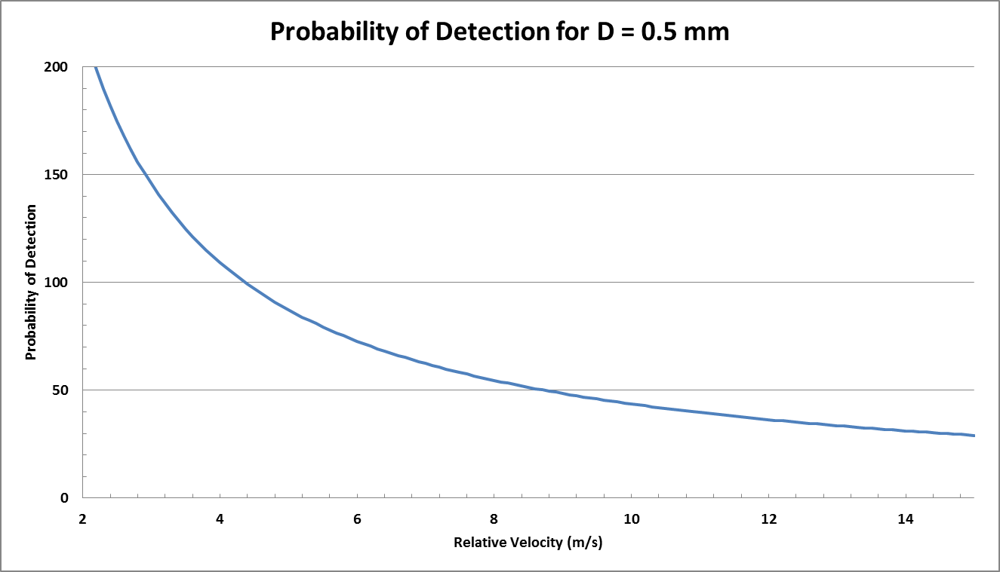 Probability of Detection for D = 0.5 mm
200
150
100
50
0
Probability of Detection
2 4 6 8 10 12 14
Relative Velocity (m/s)